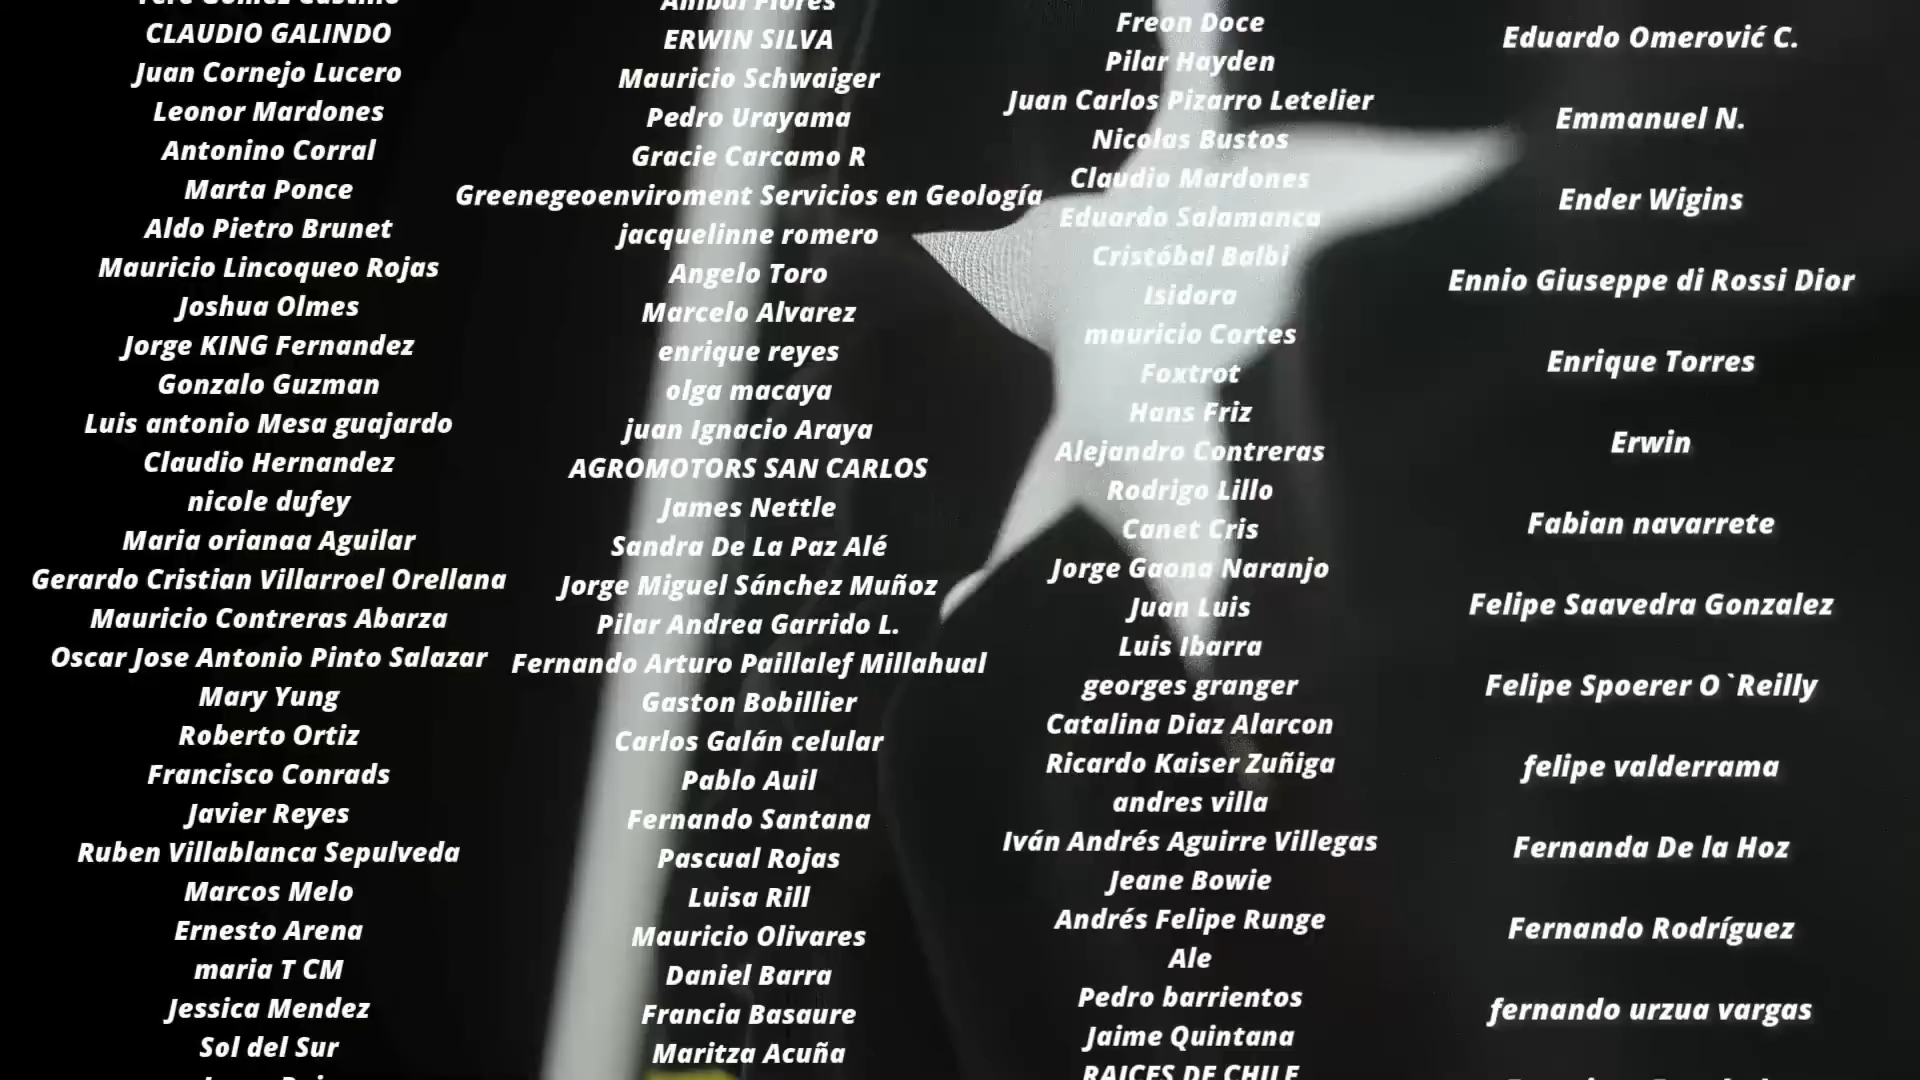 CLAUDIO GALINDO
Juan Cornejo Lucero
Leonor Mardones
Antonino Corral
Marta Ponce
Aldo Pietro Brunet
Mauricio Lincoqueo Rojas
Joshua Olmes
Jorge KING Fernandez
Gonzalo Guzman
Luis antonio Mesa guajardo
Claudio Hernandez
nicole dufey
Maria orianaa Aguilar
Gerardo Cristian Villarroel Orellana
Mauricio Contreras Abarza
Oscar Jose Antonio Pinto Salazar
Mary Yung
Roberto Ortiz
Francisco Conrads
Javier Reyes
Ruben Villablanca Sepulveda
Marcos Melo
Ernesto Arena
maria T CM
Jessica Mendez
Sol del Sur
Anibal Flores
ERWIN SILVA
Mauricio Schwaiger
Pedro Urayama
Gracie Carcamo R
Greenegeoenviroment Servicios en Geología
jacquelinne romero
Angelo Toro
Marcelo Alvarez
enrique reyes
olga macaya
juan Ignacio Araya
AGROMOTORS SAN CARLOS
James Nettle
Sandra De La Paz Alé
Jorge Miguel Sánchez Muñoz
Pilar Andrea Garrido L.
Fernando Arturo Paillalef Millahual
Gaston Bobillier
Carlos Galán celular
Pablo Auil
Fernando Santana
Pascual Rojas
Luisa Rill
Mauricio Olivares
Daniel Barra
Francia Basaure
Maritza Acuña
Freon Doce
Pilar Hayden
Juan Carlos Pizarro Letelier
Nicolas Bustos
Claudio Mardones
Eduardo Salamanca
Cristóbal Balbi
Isidora
mauricio Cortes
Foxtrot
Hans Friz
Alejandro Contreras
Rodrigo Lillo
Canet Cris
Jorge Gaona Naranjo
Juan Luis
Luis Ibarra
georges granger
Catalina Diaz Alarcon
Ricardo Kaiser Zuñiga
andres villa
Iván Andrés Aguirre Villegas
Jeane Bowie
Andrés Felipe Runge
Ale
Pedro barrientos
Jaime Quintana
RAICES DE CHILE
Eduardo Omerović C.
Emmanuel N.
Ender Wigins
Ennio Giuseppe di Rossi Dior
Enrique Torres
Erwin
Fabian navarrete
Felipe Saavedra Gonzalez
Felipe Spoerer O`Reilly
felipe valderrama
Fernanda De la Hoz
Fernando Rodríguez
fernando urzua vargas